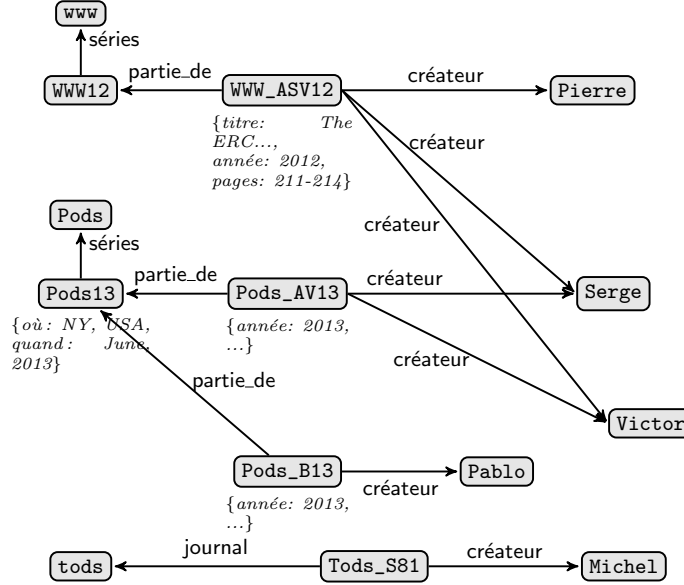 www
séries
partie_de
créateur
WWW12
WWW_ASV12
Pierre
{titre: The
ERC...,
année: 2012,
pages: 211-214}
créateur
Pods
créateur
séries
partie_de
créateur
Pods13
Pods_AV13
Serge
{où: NY, USA,
quand: June,
2013}
{année: 2013,
...}
créateur
partie_de
Victor
Pods_B13
Pablo
créateur
{année: 2013,
...}
journal
créateur
tods
Tods_S81
Michel